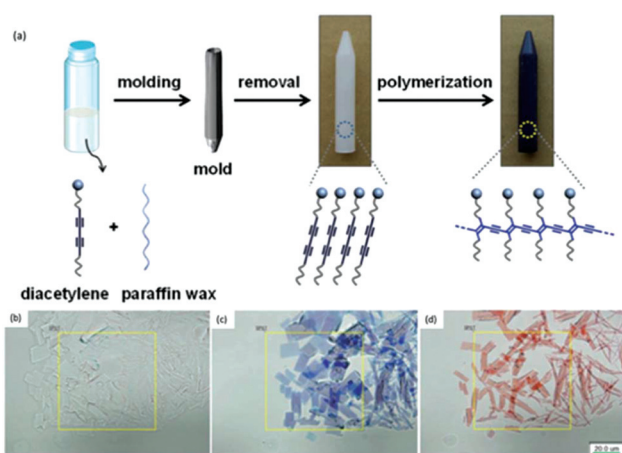 (a)
molding
removal
polymerization
mold
+
diacetylene paraffin wax
(b)
(c)
(d)
20.0 µm